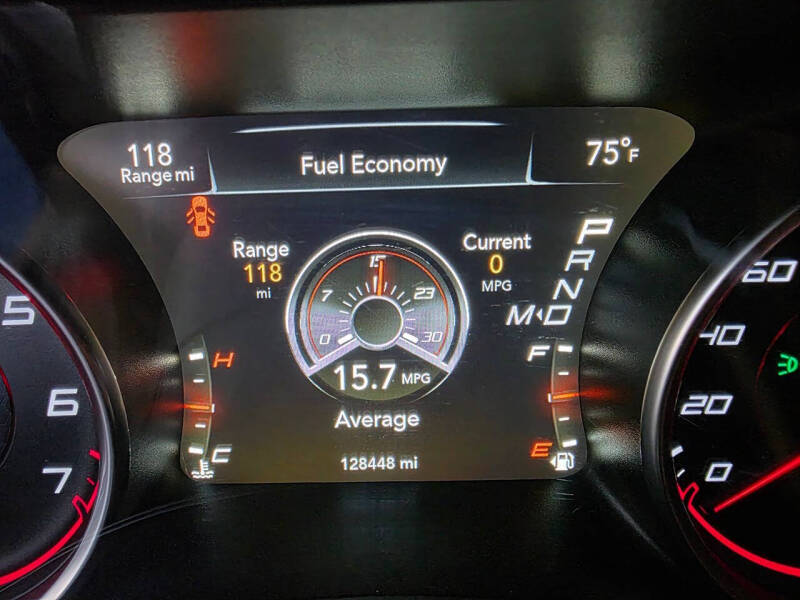 118
Range mi
Fuel Economy
75°F
Range
118
mi
Current
0
MPG
0 7 15 23 30
15.7 MPG
Average
128448 mi
P
R
N
M◂D
H
C
F
E
5
6
7
60
40
20
0